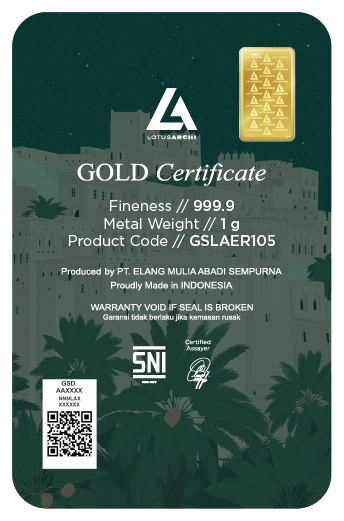 LOTUSARCHI
GOLD Certificate
Fineness // 999.9
Metal Weight // 1 g
Product Code // GSLAER105
Produced by PT. ELANG MULIA ABADI SEMPURNA
Proudly Made in INDONESIA
WARRANTY VOID IF SEAL IS BROKEN
Garansi tidak berlaku jika kemasan rusak
SNI
Certified
Assayer
GSD
AAXXXX
NNNLAX
XXXXXX